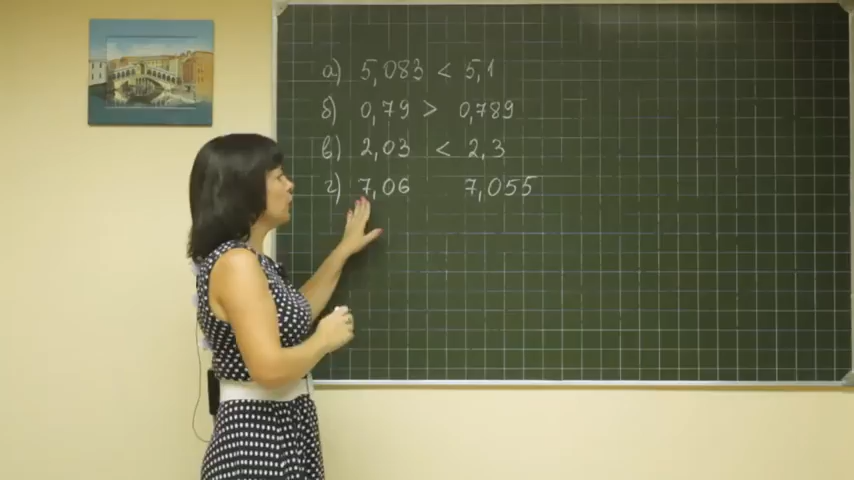 а) 5,083 < 5,1
б) 0,79 > 0,789
в) 2,03 < 2,3
г) 7,06 7,055